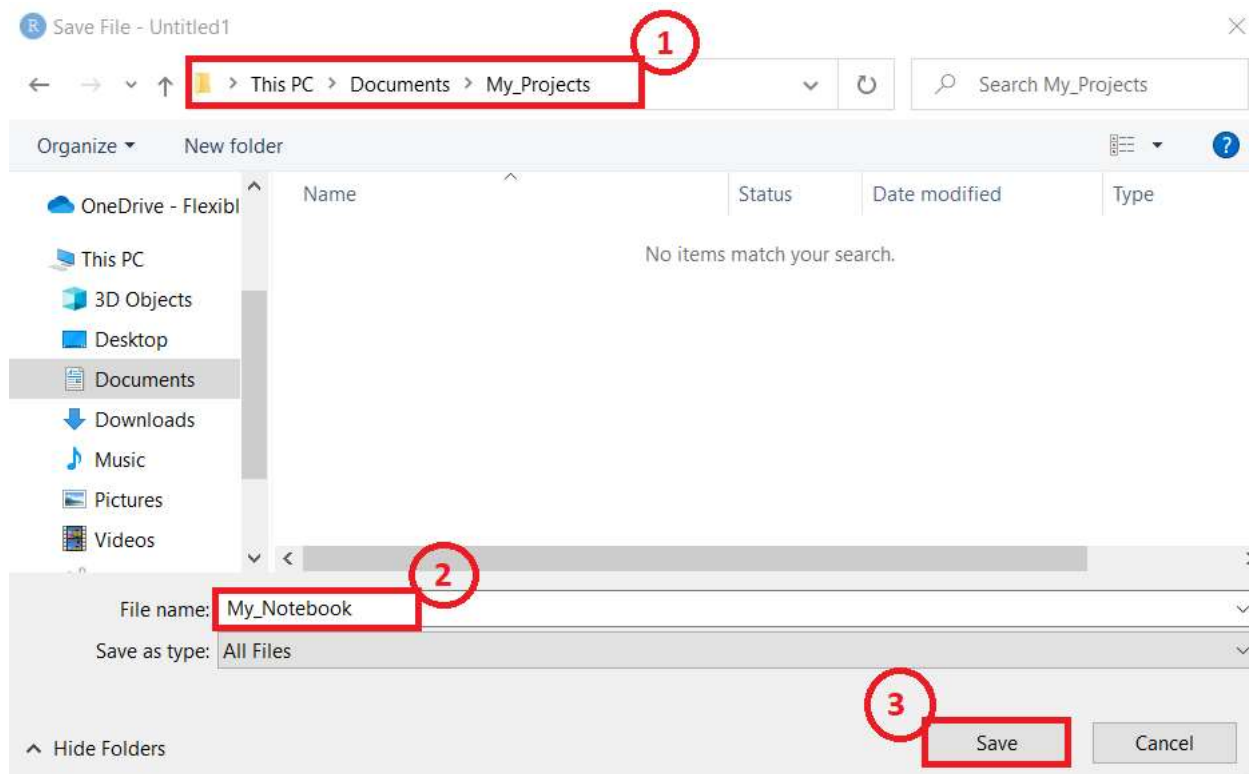 R Save File - Untitled1
1
This PC > Documents > My_Projects
Search My_Projects
Organize
New folder
?
Name
Status
Date modified
Type
No items match your search.
OneDrive - Flexibl
This PC
3D Objects
Desktop
Documents
Downloads
Music
Pictures
Videos
2
File name: My_Notebook
Save as type: All Files
3
Hide Folders
Save
Cancel